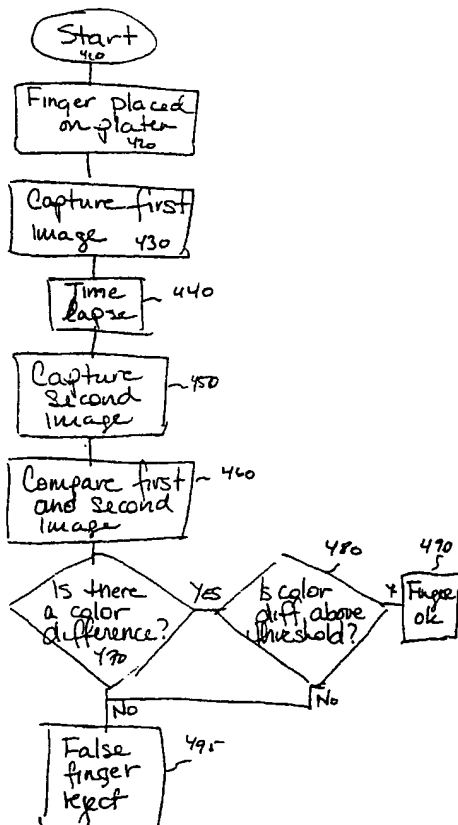 Start
410
Finger placed
on platen
420
Capture first
Image 430
Time
lapse
440
Capture
Second
Image
450
Compare first
and second
Image
460
Is there
a color
difference?
470
Yes
Is color
diff above
threshold?
480
Y
Finger
ok
490
No
No
False
finger
reject
495